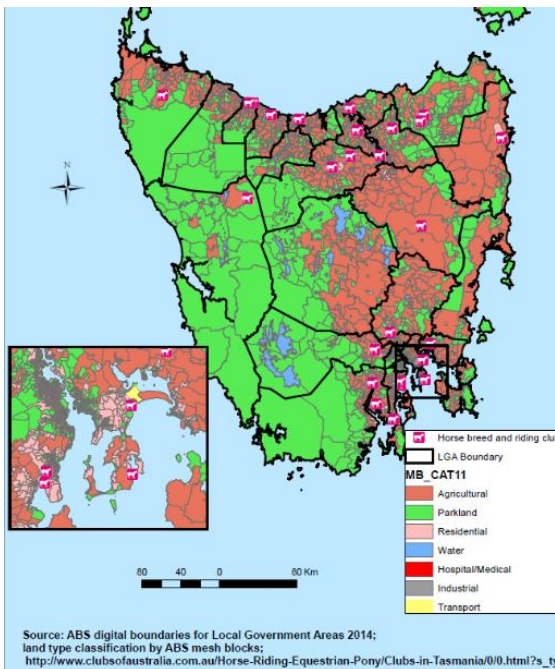 N
80
40
0
80 Km
Horse breed and riding clu
LGA Boundary
MB_CAT11
Agricultural
Parkland
Residential
Water
Hospital/Medical
Industrial
Transport
Source: ABS digital boundaries for Local Government Areas 2014;
land type classification by ABS mesh blocks;
http://www.clubsofaustralia.com.au/Horse-Riding-Equestrian-Pony/Clubs-in-Tasmania/0/0.html?s_ty